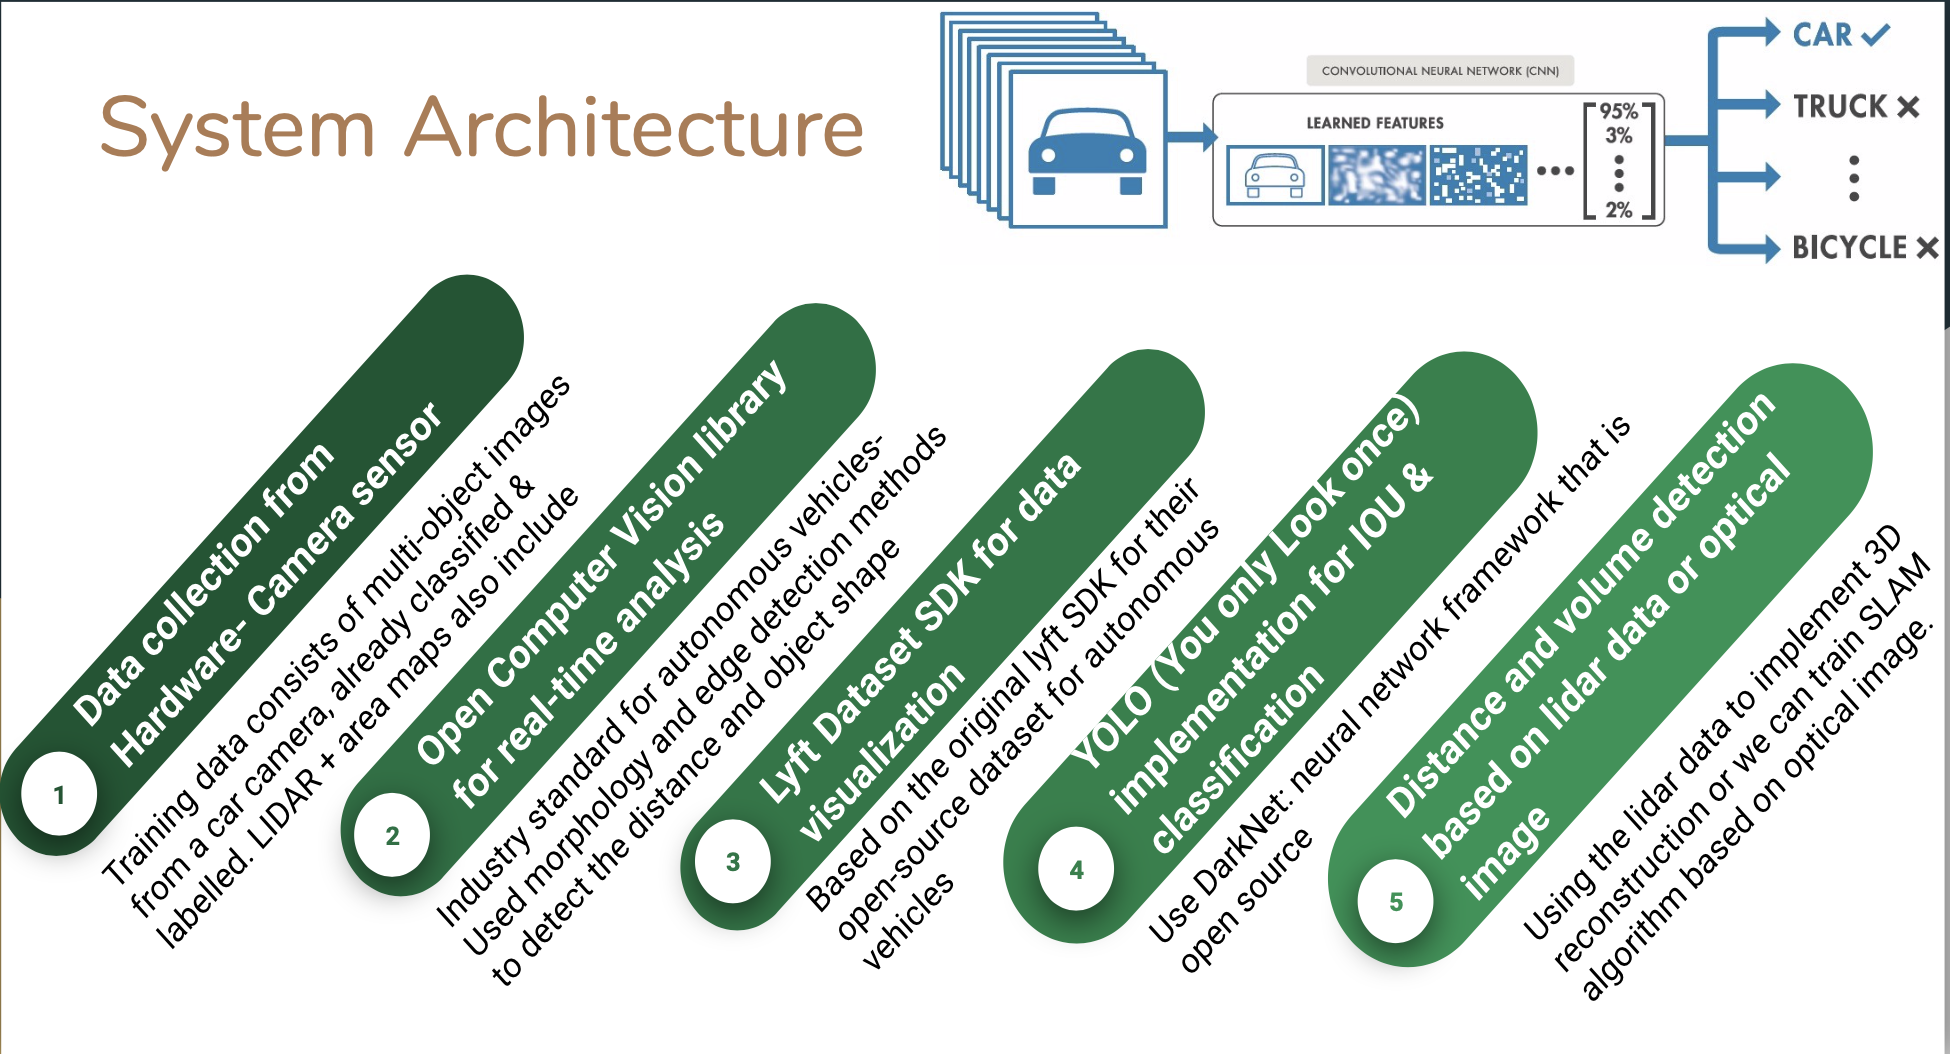 System Architecture
CONVOLUTIONAL NEURAL NETWORK (CNN)
LEARNED FEATURES
95%
3%
2%
CAR
TRUCK
BICYCLE
1
Data collection from
Hardware- Camera sensor
Training data consists of multi-object images
from a car camera, already classified &
labelled. LIDAR + area maps also include
2
Open Computer Vision library
for real-time analysis
Industry standard for autonomous vehicles-
Used morphology and edge detection methods
to detect the distance and object shape
3
Lyft Dataset SDK for data
visualization
Based on the original lyft SDK for their
open-source dataset for autonomous
vehicles
4
YOLO (You only Look once)
implementation for IOU &
classification
Use DarkNet: neural network framework that is
open source
5
Distance and volume detection
based on lidar data or optical
image
Using the lidar data to implement 3D
reconstruction or we can train SLAM
algorithm based on optical image.